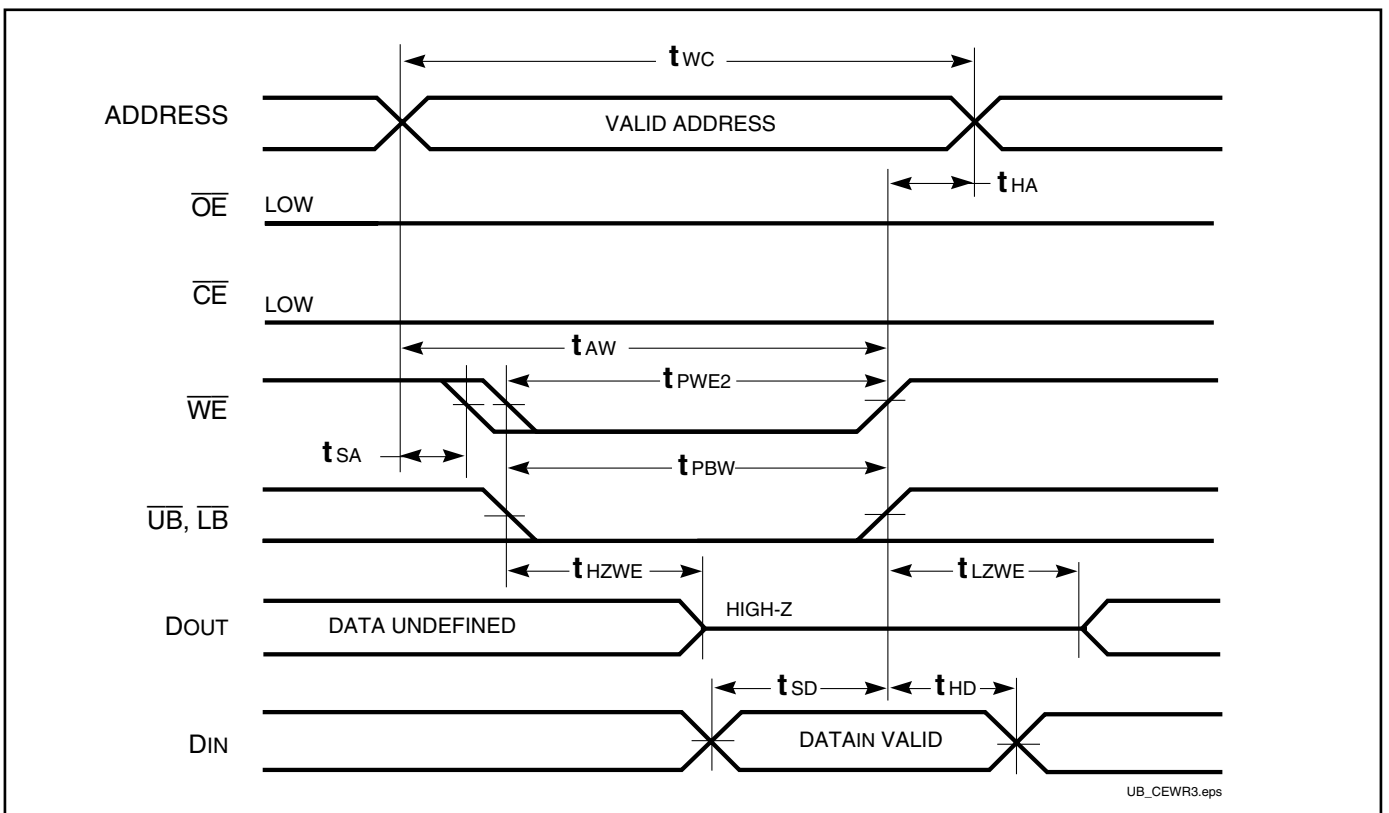 tWC
ADDRESS
VALID ADDRESS
tHA
OE
LOW
CE
LOW
tAW
tPWE2
WE
tSA
tPBW
UB, LB
tHZWE
tLZWE
DOUT
DATA UNDEFINED
HIGH-Z
tSD
tHD
DIN
DATAIN VALID
UB_CEWR3.eps